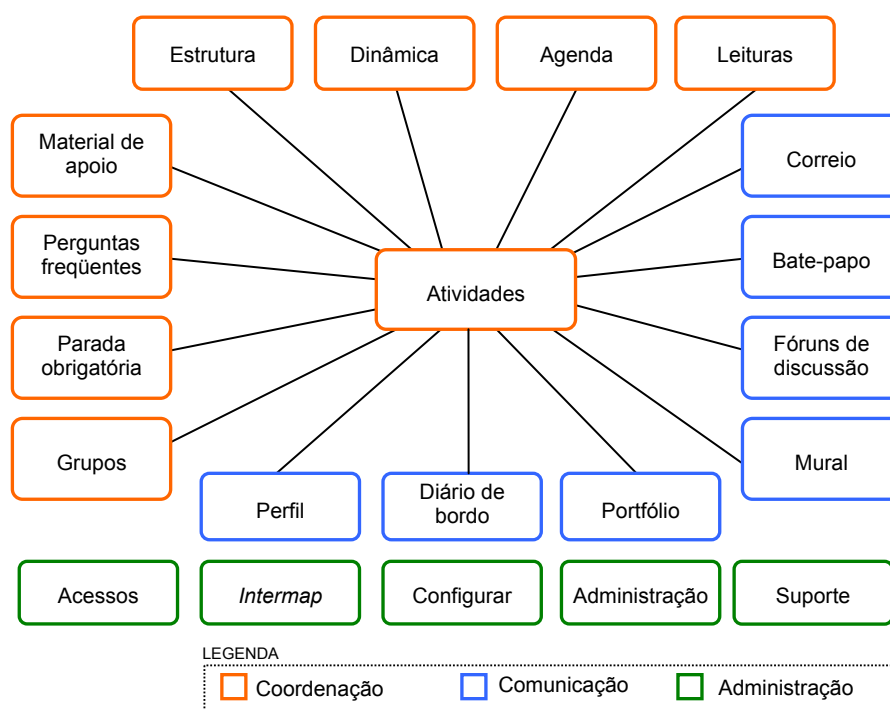 Estrutura
Dinâmica
Agenda
Leituras
Material de
apoio
Correio
Perguntas
freqüentes
Bate-papo
Atividades
Parada
obrigatória
Fóruns de
discussão
Grupos
Mural
Perfil
Diário de
bordo
Portfólio
Acessos
Intermap
Configurar
Administração
Suporte
LEGENDA
Coordenação
Comunicação
Administração